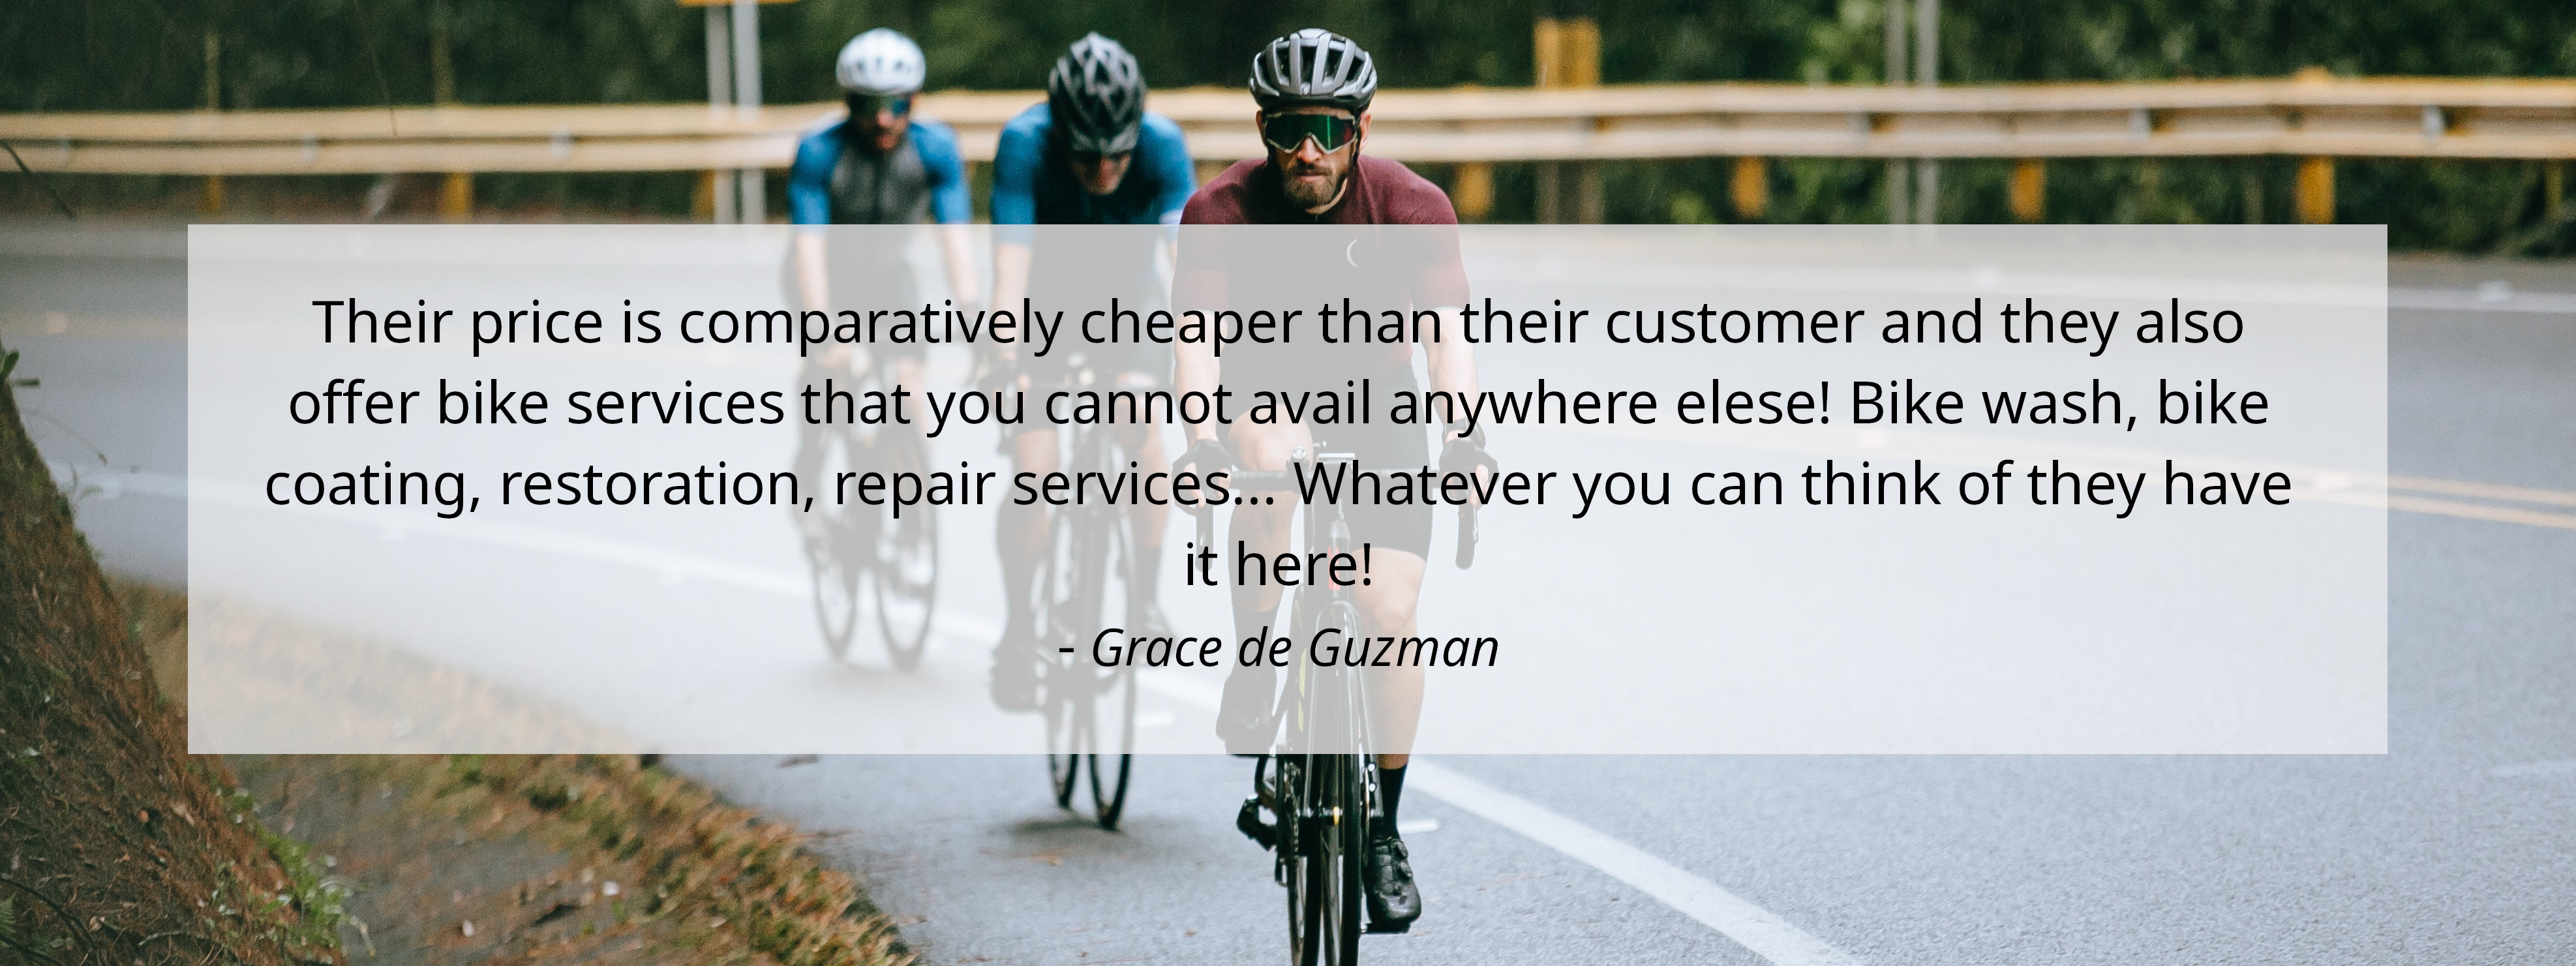 Their price is comparatively cheaper than their customer and they also
offer bike services that you cannot avail anywhere elese! Bike wash, bike
coating, restoration, repair services... Whatever you can think of they have
it here!
- Grace de Guzman